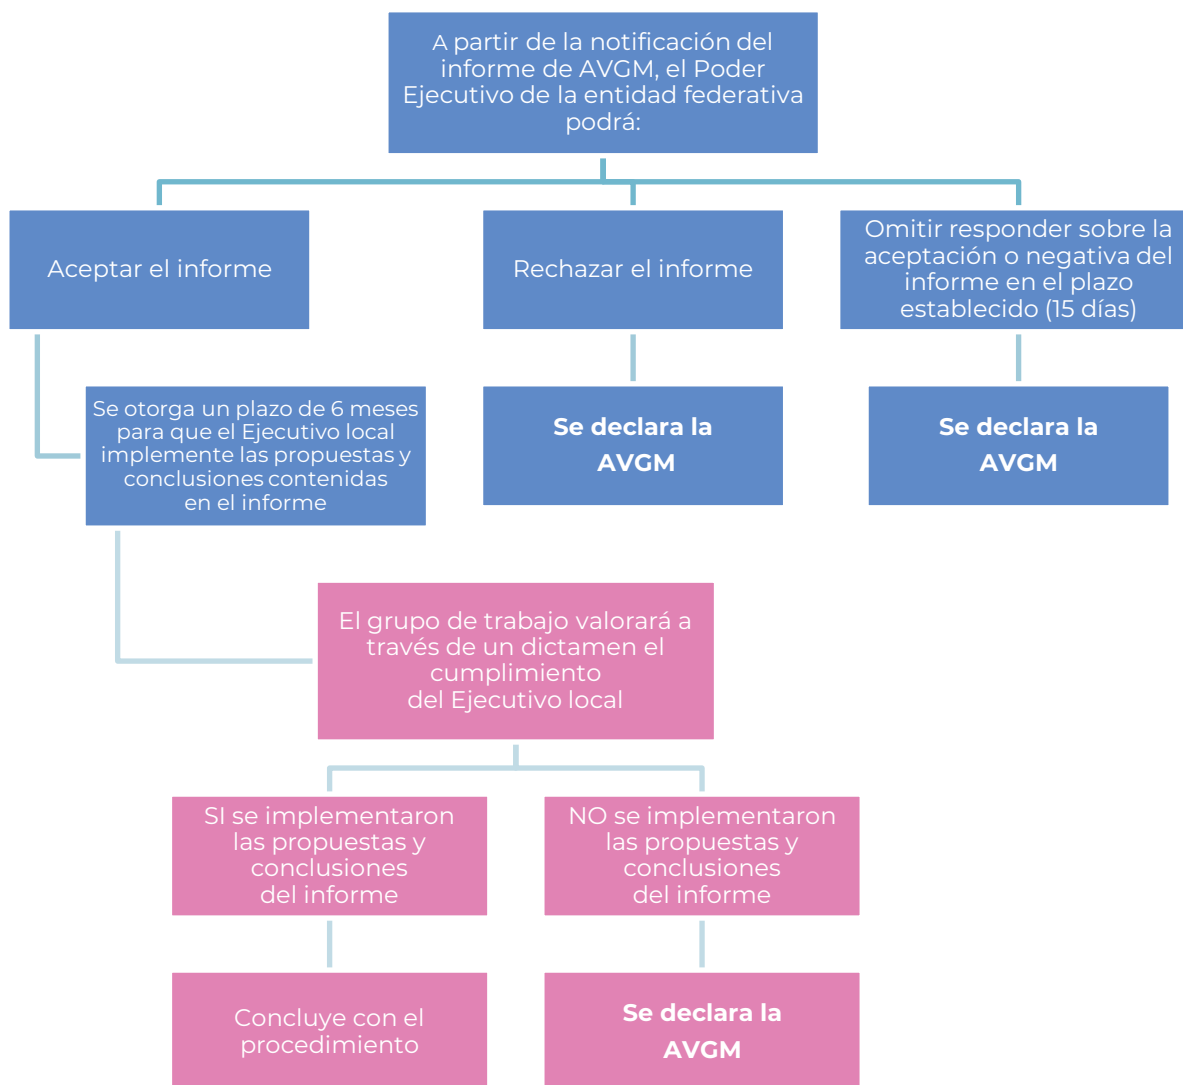 A partir de la notificación del
informe de AVGM, el Poder
Ejecutivo de la entidad federativa
podrá:
Aceptar el informe
Rechazar el informe
Omitir responder sobre la
aceptación o negativa del
informe en el plazo
establecido (15 días)
Se otorga un plazo de 6 meses
para que el Ejecutivo local
implemente las propuestas y
conclusiones contenidas
en el informe
Se declara la
AVGM
Se declara la
AVGM
El grupo de trabajo valorará a
través de un dictamen el
cumplimiento
del Ejecutivo local
SI se implementaron
las propuestas y
conclusiones
del informe
NO se implementaron
las propuestas y
conclusiones
del informe
Concluye con el
procedimiento
Se declara la
AVGM